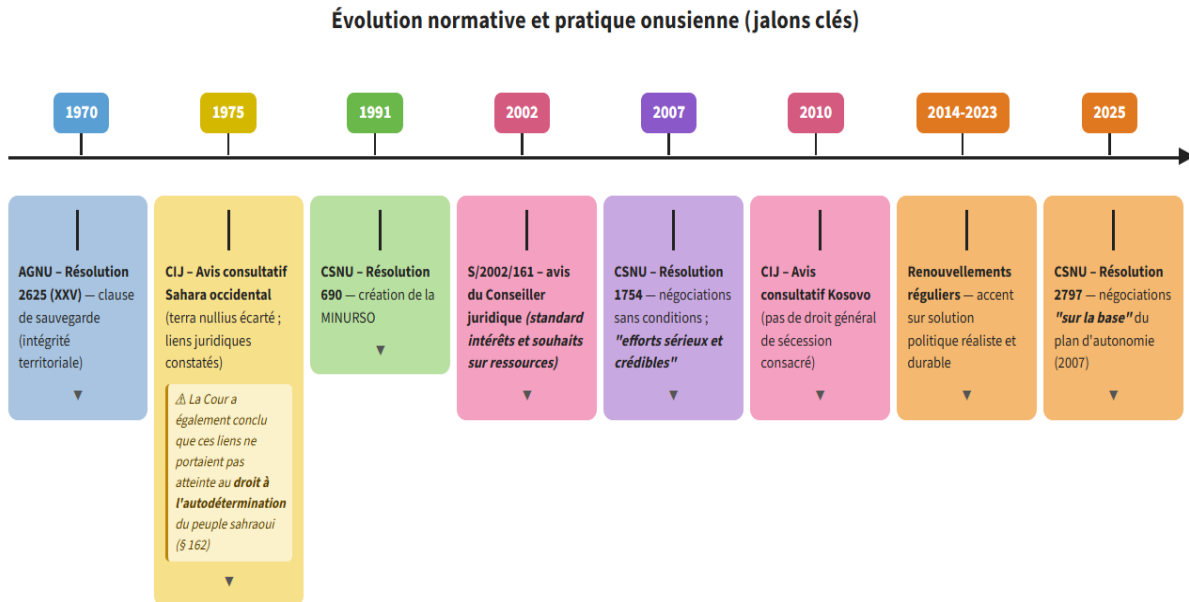 Évolution normative et pratique onusienne (jalons clés)
1970
1975
1991
2002
2007
2010
2014-2023
2025
AGNU – Résolution
2625 (XXV) — clause
de sauvegarde
(intégrité
territoriale)
▼
CIJ – Avis consultatif
Sahara occidental
(terra nullius écarté ;
liens juridiques
constatés)
⚠ La Cour a
également conclu
que ces liens ne
portaient pas
atteinte au droit à
l'autodétermination
du peuple sahraoui
(§ 162)
▼
CSNU – Résolution
690 — création de la
MINURSO
▼
S/2002/161 – avis
du Conseiller
juridique (standard
intérêts et souhaits
sur ressources)
▼
CSNU – Résolution
1754 — négociations
sans conditions ;
"efforts sérieux et
crédibles"
▼
CIJ – Avis
consultatif Kosovo
(pas de droit général
de sécession
consacré)
▼
Renouvellements
réguliers — accent
sur solution
politique réaliste et
durable
▼
CSNU – Résolution
2797 — négociations
"sur la base" du
plan d'autonomie
(2007)
▼